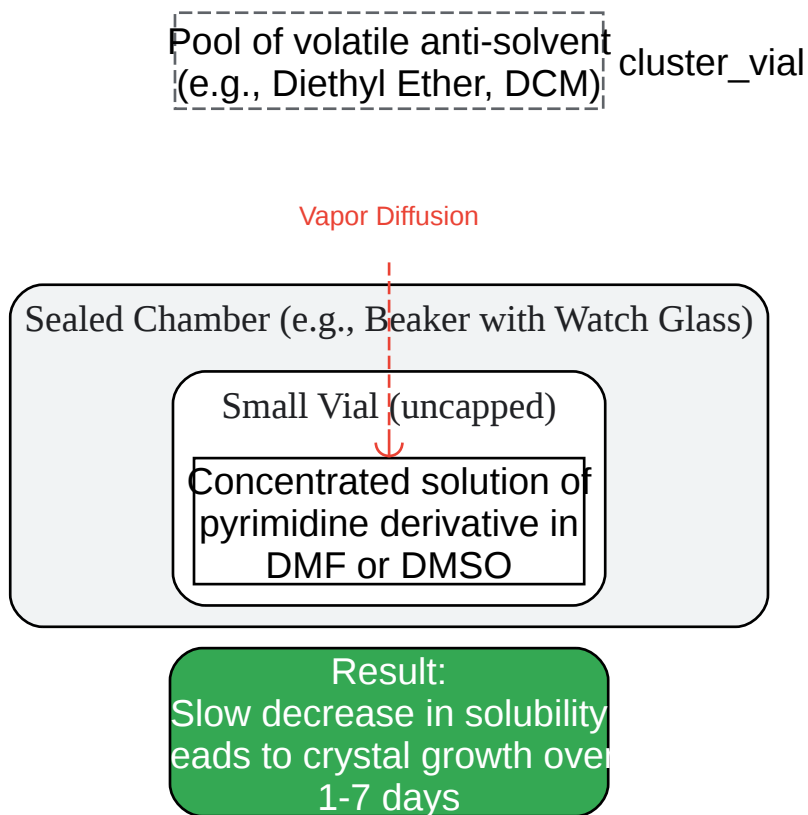 Pool of volatile anti-solvent
(e.g., Diethyl Ether, DCM)
cluster_vial
Vapor Diffusion
Sealed Chamber (e.g., Beaker with Watch Glass)
Small Vial (uncapped)
Concentrated solution of
pyrimidine derivative in
DMF or DMSO
Result:
Slow decrease in solubility
eads to crystal growth over
1-7 days